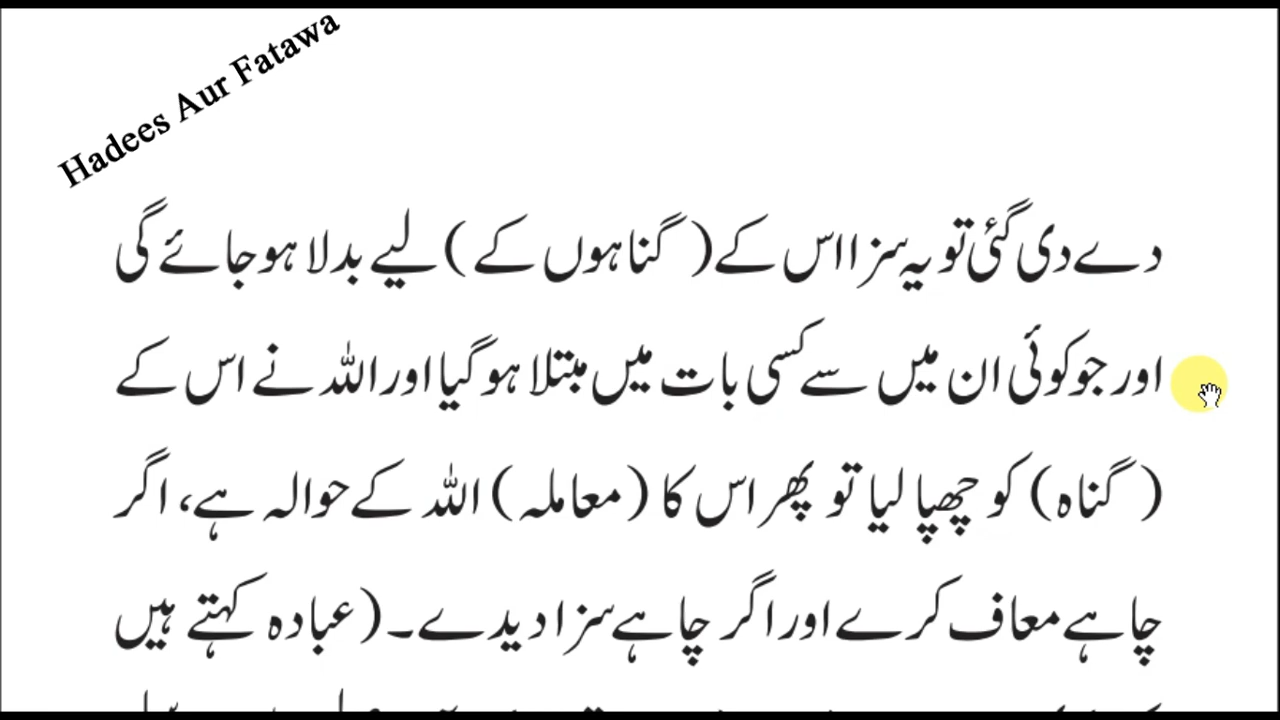 Hadees Aur Fatawa
دے دی گئی تو یہ سزا اس کے (گناہوں کے) لیے بدلا ہو جائے گی
اور جو کوئی ان میں سے کسی بات میں مبتلا ہو گیا اور اللہ نے اس کے
(گناہ) کو چھپا لیا تو پھر اس کا (معاملہ) اللہ کے حوالہ ہے، اگر
چاہے معاف کرے اور اگر چاہے سزا دیدے۔ (عبادہ کہتے ہیں